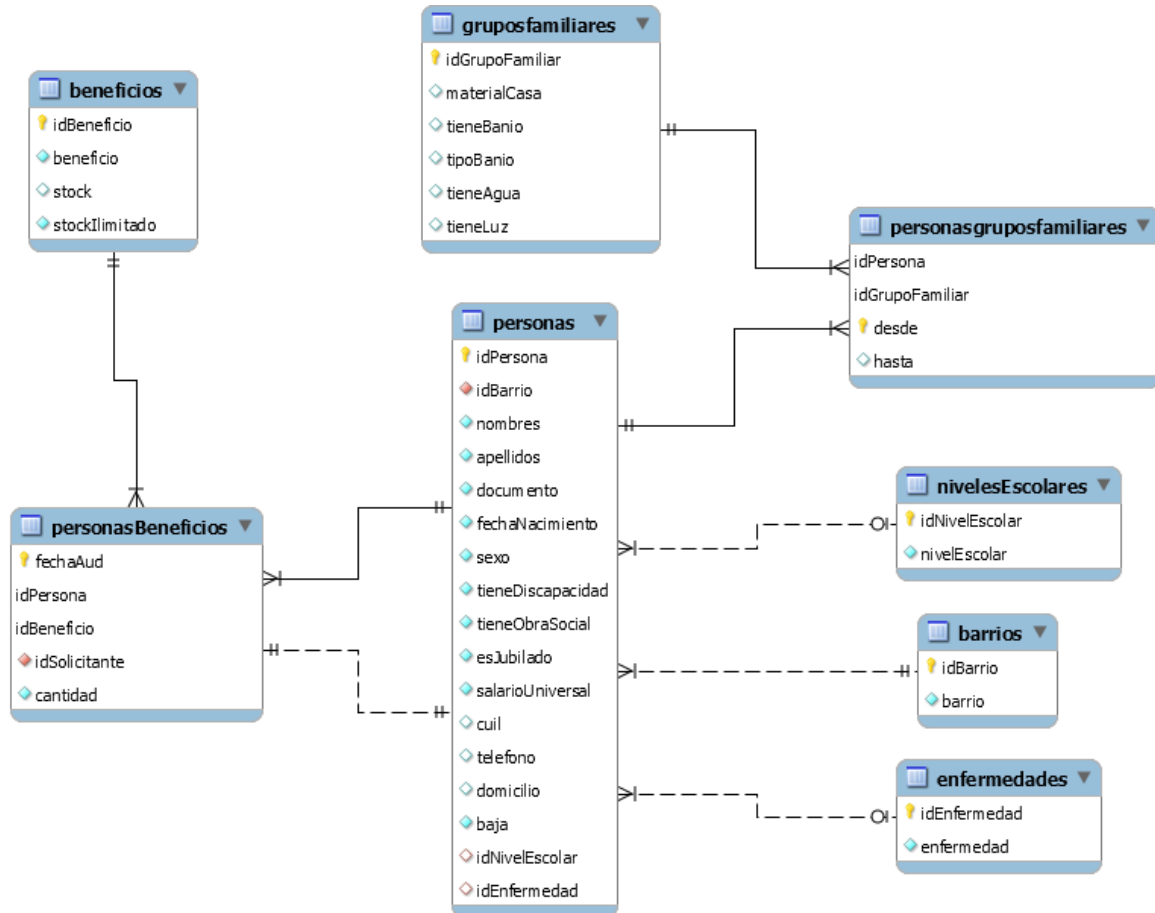 gruposfamiliares
idGrupoFamiliar
materialCasa
tieneBanio
tipoBanio
tieneAgua
tieneLuz
beneficios
idBeneficio
beneficio
stock
stockIlimitado
personasgruposfamiliares
idPersona
idGrupoFamiliar
desde
hasta
personas
idPersona
idBarrio
nombres
apellidos
documento
fechaNacimiento
sexo
tieneDiscapacidad
tieneObraSocial
esJubilado
salarioUniversal
cuil
telefono
domicilio
baja
idNivelEscolar
idEnfermedad
nivelesEscolares
idNivelEscolar
nivelEscolar
personasBeneficios
fechaAud
idPersona
idBeneficio
idSolicitante
cantidad
barrios
idBarrio
barrio
enfermedades
idEnfermedad
enfermedad